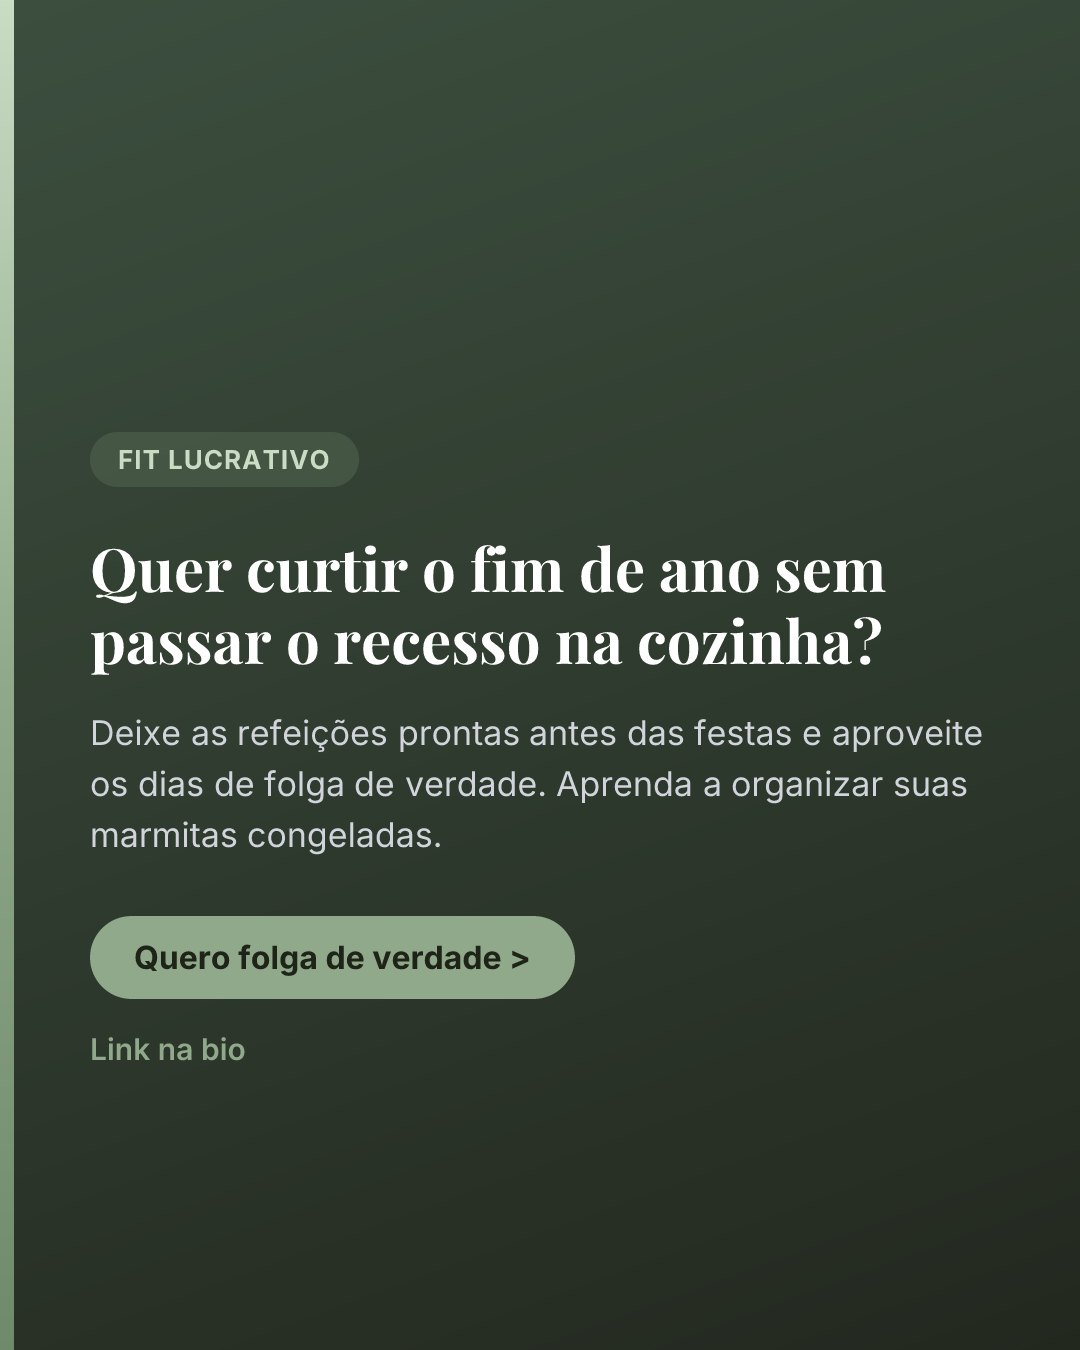 FIT LUCRATIVO
Quer curtir o fim de ano sem
passar o recesso na cozinha?
Deixe as refeições prontas antes das festas e aproveite
os dias de folga de verdade. Aprenda a organizar suas
marmitas congeladas.
Quero folga de verdade >
Link na bio